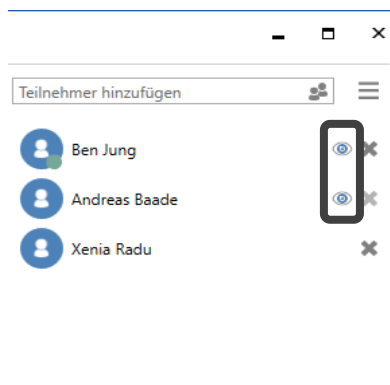 Teilnehmer hinzufügen
Ben Jung
Andreas Baade
Xenia Radu